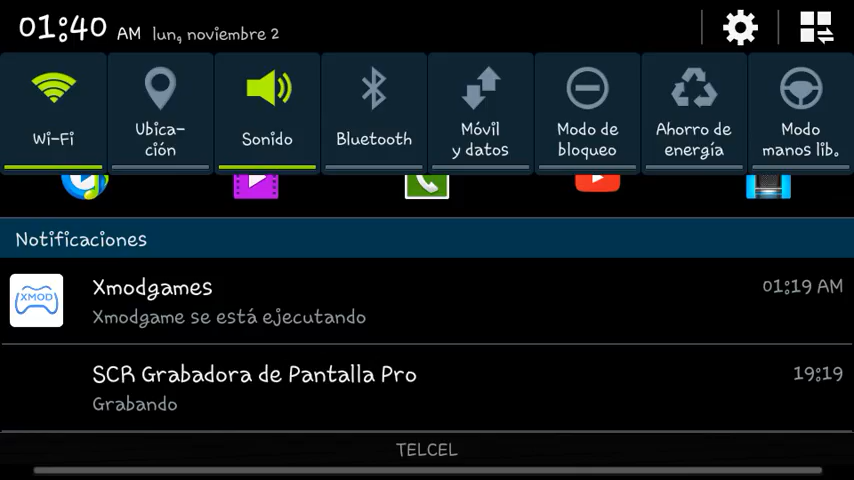 01:40 AM lun, noviembre 2
Wi-Fi
Ubica-
ción
Sonido
Bluetooth
Móvil
y datos
Modo de
bloqueo
Ahorro de
energía
Modo
manos lib.
Notificaciones
XMOD
Xmodgames 01:19 AM
Xmodgame se está ejecutando
SCR Grabadora de Pantalla Pro 19:19
Grabando
TELCEL